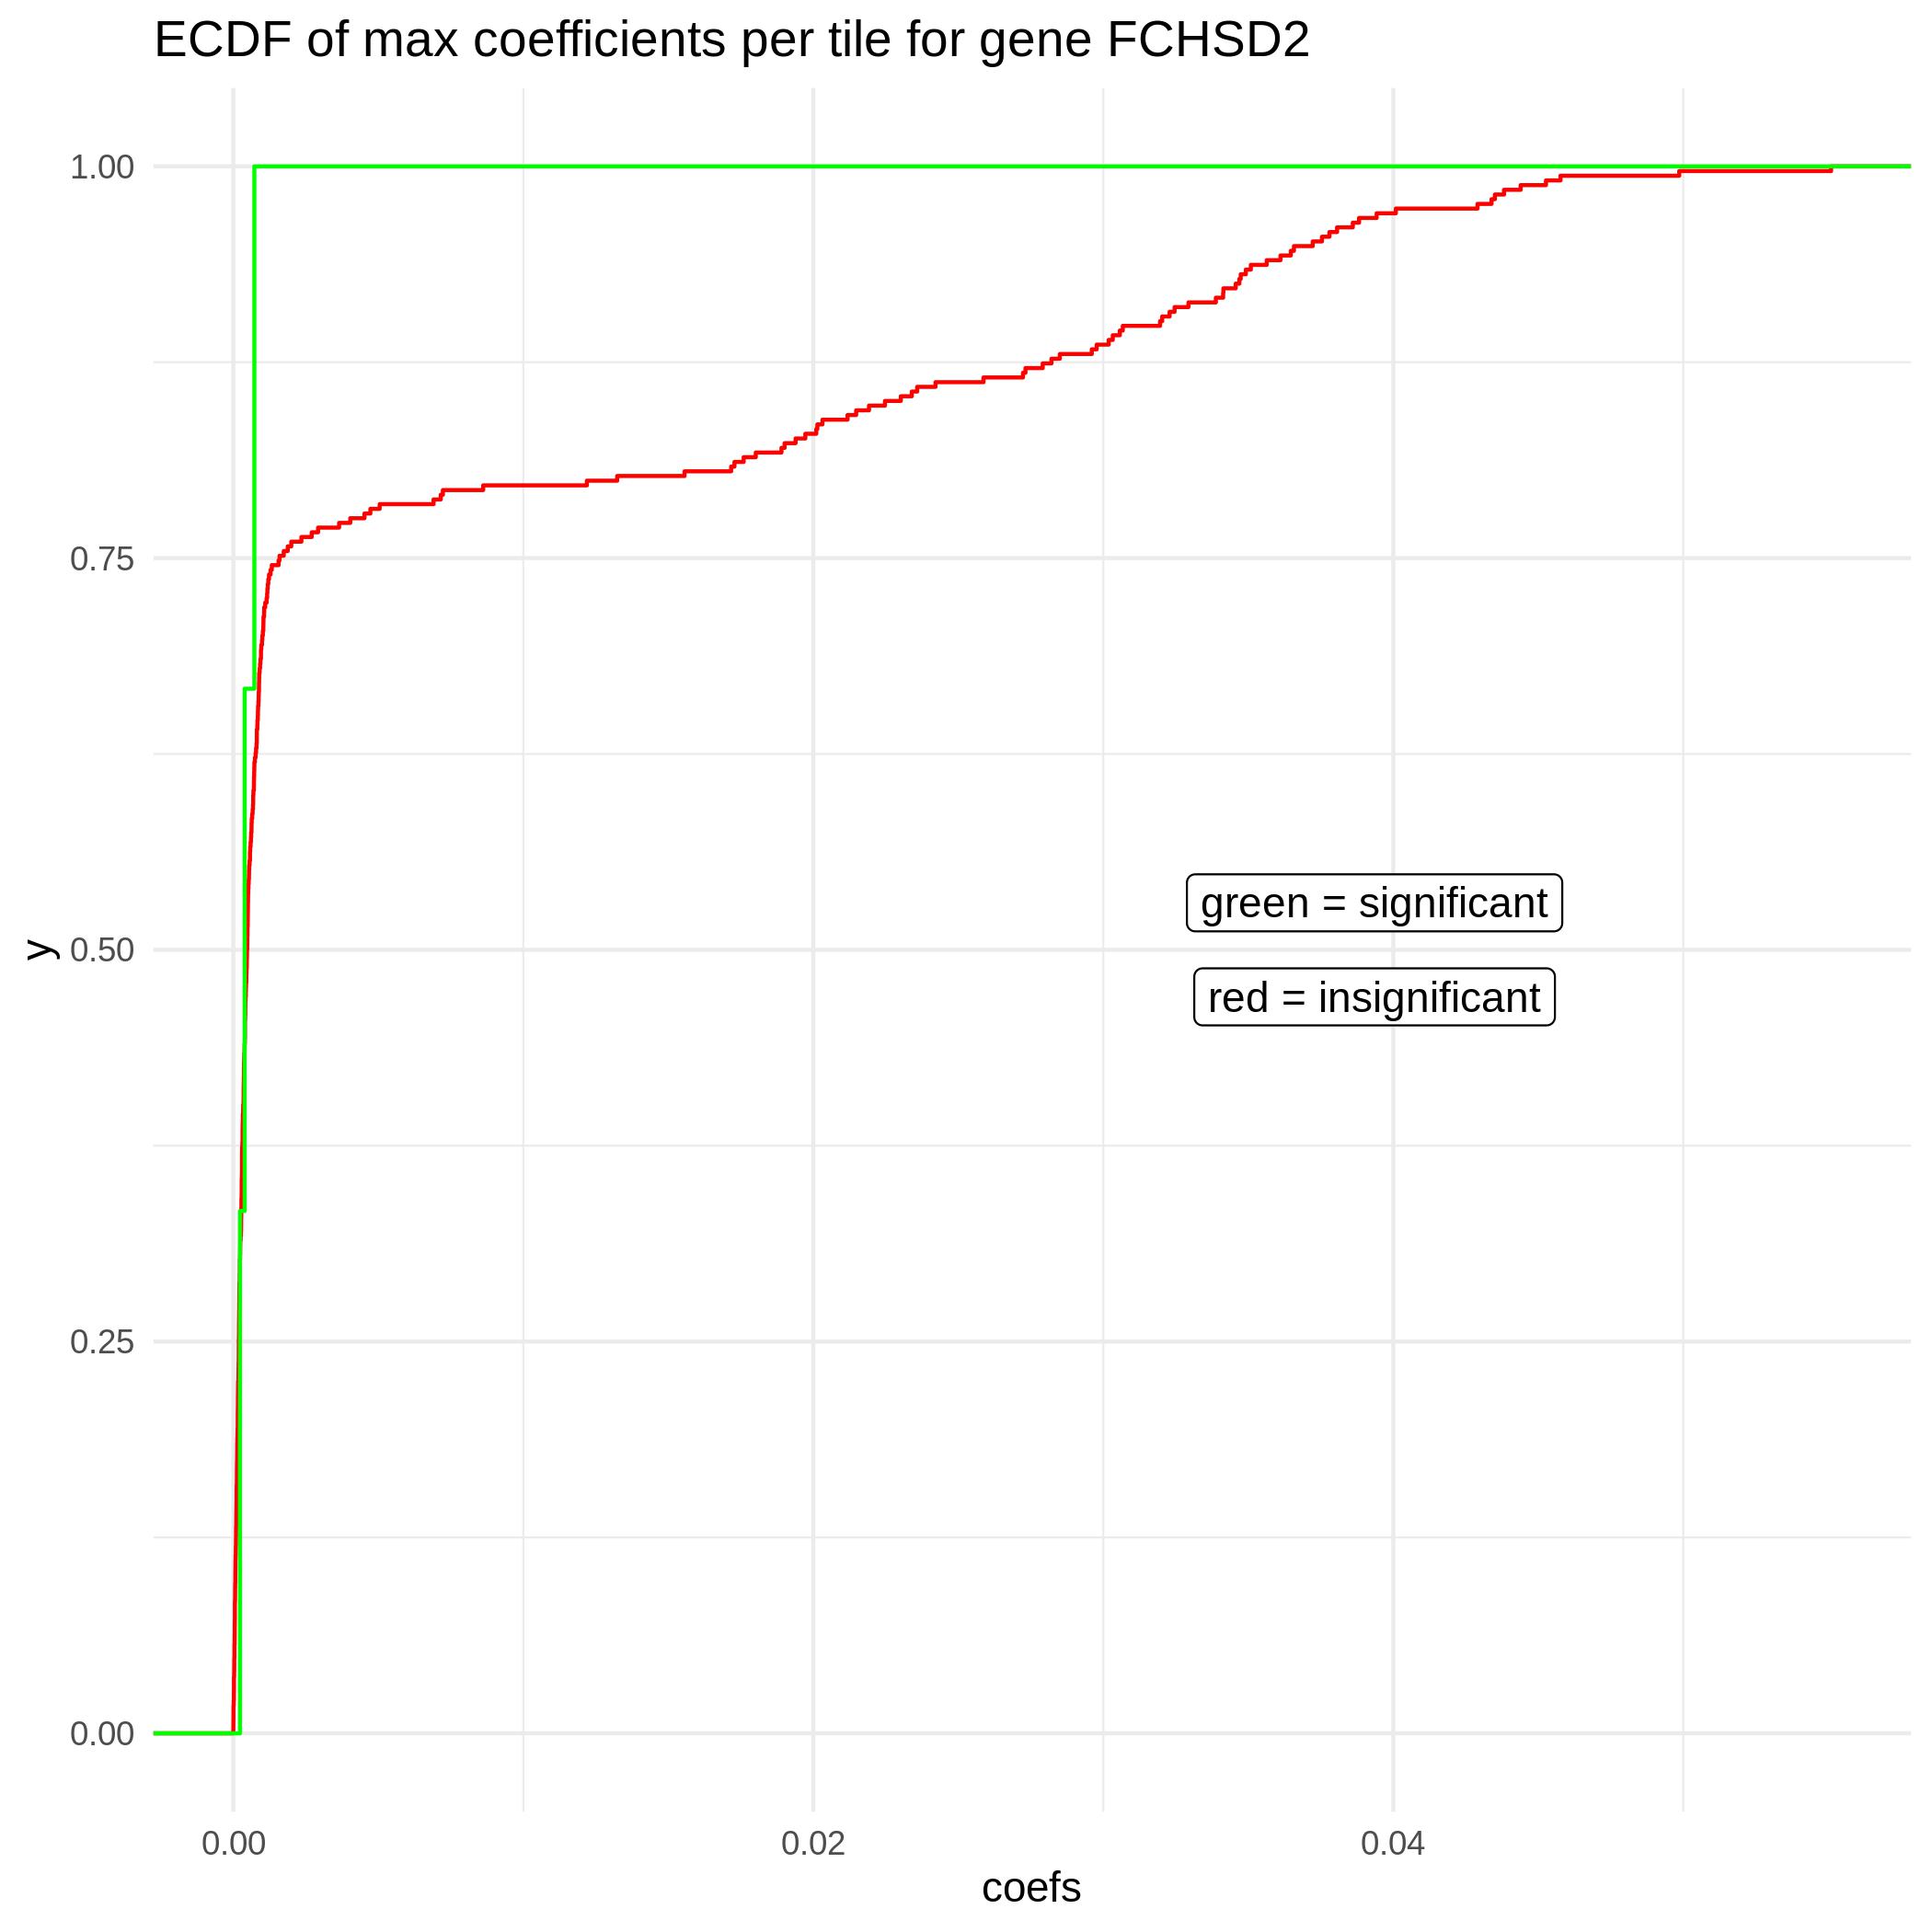 ECDF of max coefficients per tile for gene FCHSD2
1.00
0.75
0.50
0.25
0.00
y
green = significant
red = insignificant
0.00
0.02
0.04
coefs